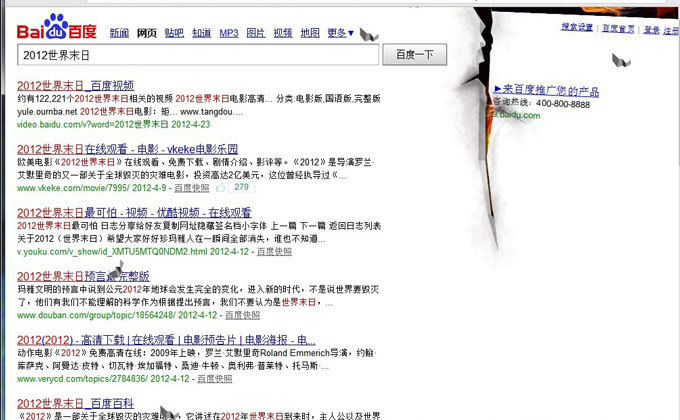 Bai du 百度
新闻 网页 贴吧 知道 MP3 图片 视频 地图 更多▼
搜索设置 | 百度首页 | 登录 注册
2012世界末日 百度一下
2012世界末日_百度视频
约有122,221个2012世界末日相关的视频 2012世界末日电影高清... 分类:电影版,国语版,完整版
yule.ournba.net 2012世界末日电影：矩... www.tangdou....
video.baidu.com/v?word=2012世界末日 2012-4-23
►来百度推广您的产品
咨询热线：400-800-8888
.baidu.com
2012世界末日在线观看 - 电影 - vkeke电影乐园
欧美电影《2012世界末日》在线观看、免费下载、剧情介绍、影评等。《2012》是导演罗兰·
艾默里奇的又一部关于全球毁灭的灾难电影，投资高达2亿美元，这位曾经执导过《...
www.vkeke.com/movie/7995/ 2012-4-9 - 百度快照 279
2012世界末日最可怕 - 视频 - 优酷视频 - 在线观看
2012世界末日最可怕 日志分享给好友复制网址隐藏签名档小字体 上一篇 下一篇 返回日志列表
关于2012（世界末日）希望大家好好珍玛雅人在一瞬间全部消失，谁也不知道...
v.youku.com/v_show/id_XMTU5MTQ0NDM2.html 2012-4-12 - 百度快照
2012世界末日预言最完整版
玛雅文明的预言中说到公元2012年地球会发生完全的变化，进入新的时代，不是说世界要毁灭
了，他们有我们不能理解的科学作为根据提出预言，我们不要认为是世界末日，...
www.douban.com/group/topic/18564248/ 2012-4-12 - 百度快照
2012(2012) - 高清下载 | 在线观看 | 电影预告片 | 电影海报 - 电...
动作电影《2012》免费高清在线：2009年上映，罗兰·艾默里奇Roland Emmerich导演，约翰·
库萨克、阿曼达·皮特、切瓦特·埃加福特、桑迪·牛顿、奥利弗·普莱特、托马斯·...
www.verycd.com/topics/2784836/ 2012-4-12 - 百度快照
2012世界末日_百度百科
《2012》是一部关于全球毁灭的灾难电 ，它讲述在2012年世界末日到来时，主人公以及世界